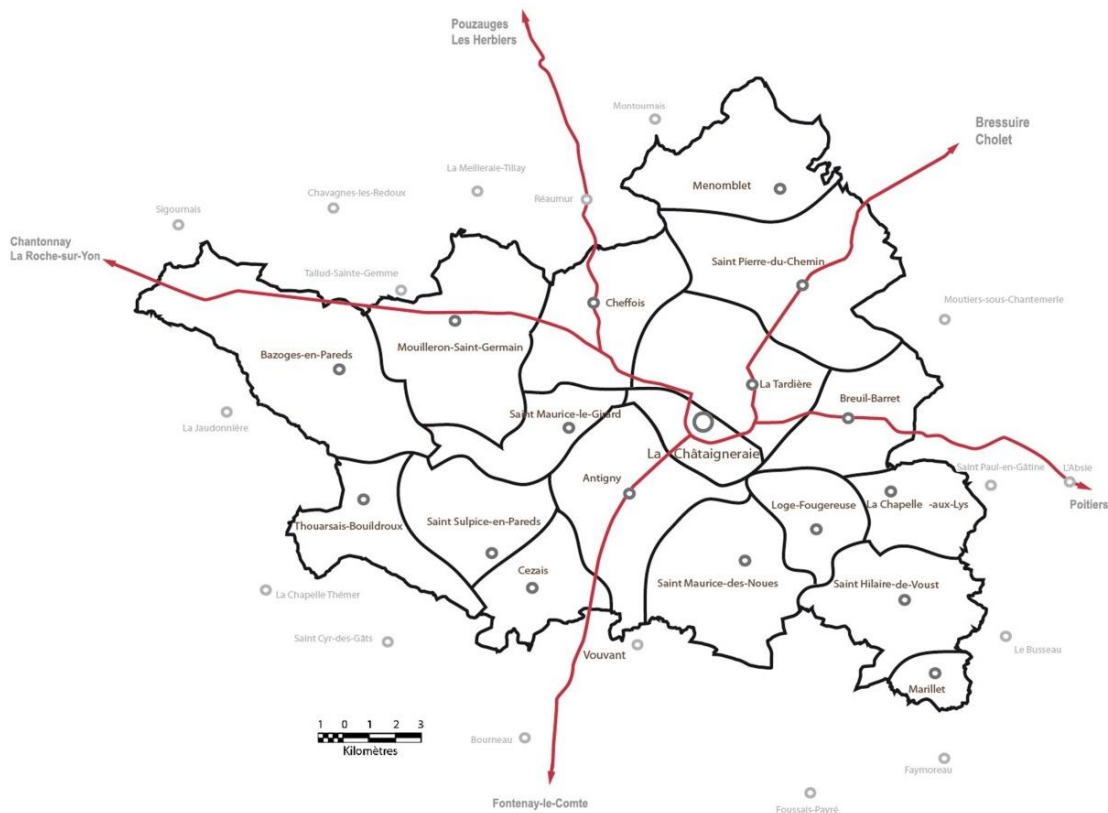 Pouzauges
Les Herbiers
Montournais
Bressuire
Cholet
La Meilleraie-Tillay
Menomblet
Chavagnes-les-Redoux
Réaumur
Sigournais
Chantonnay
La Roche-sur-Yon
Tallud-Sainte-Gemme
Saint Pierre-du-Chemin
Cheffois
Moutiers-sous-Chantemerle
Mouilleron-Saint-Germain
Bazoges-en-Pareds
La Tardière
Breuil-Barret
Saint Maurice-le-Girard
La Jaudonnière
La Châtaigneraie
Saint Paul-en-Gâtine
L'Absie
Antigny
Poitiers
Thouarsais-Bouildroux
Saint Sulpice-en-Pareds
Loge-Fougereuse
La Chapelle -aux-Lys
Cezais
Saint Maurice-des-Noues
Saint Hilaire-de-Voust
La Chapelle Thémer
Saint Cyr-des-Gâts
Vouvant
Le Busseau
Marillet
1 0 1 2 3
Kilomètres
Bourneau
Faymoreau
Fontenay-le-Comte
Foussais-Payré